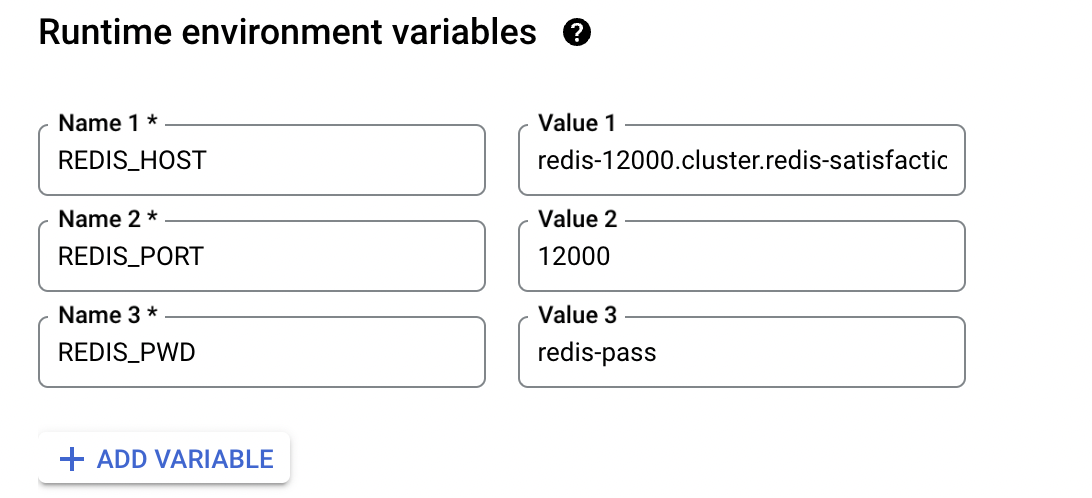 Runtime environment variables ?
Name 1 * Value 1
REDIS_HOST redis-12000.cluster.redis-satisfactic
Name 2 * Value 2
REDIS_PORT 12000
Name 3 * Value 3
REDIS_PWD redis-pass
+ ADD VARIABLE